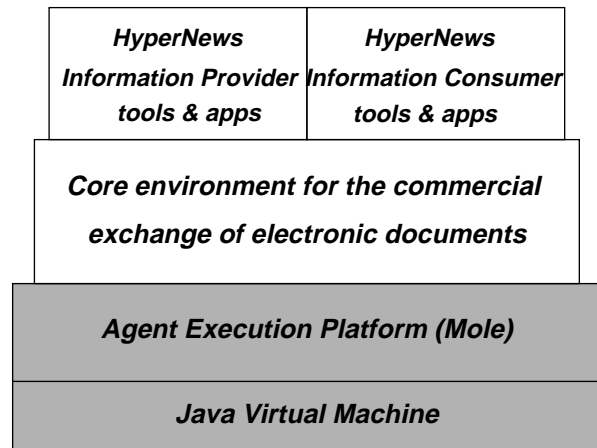 HyperNews
Information Provider
tools & apps
HyperNews
Information Consumer
tools & apps
Core environment for the commercial
exchange of electronic documents
Agent Execution Platform (Mole)
Java Virtual Machine